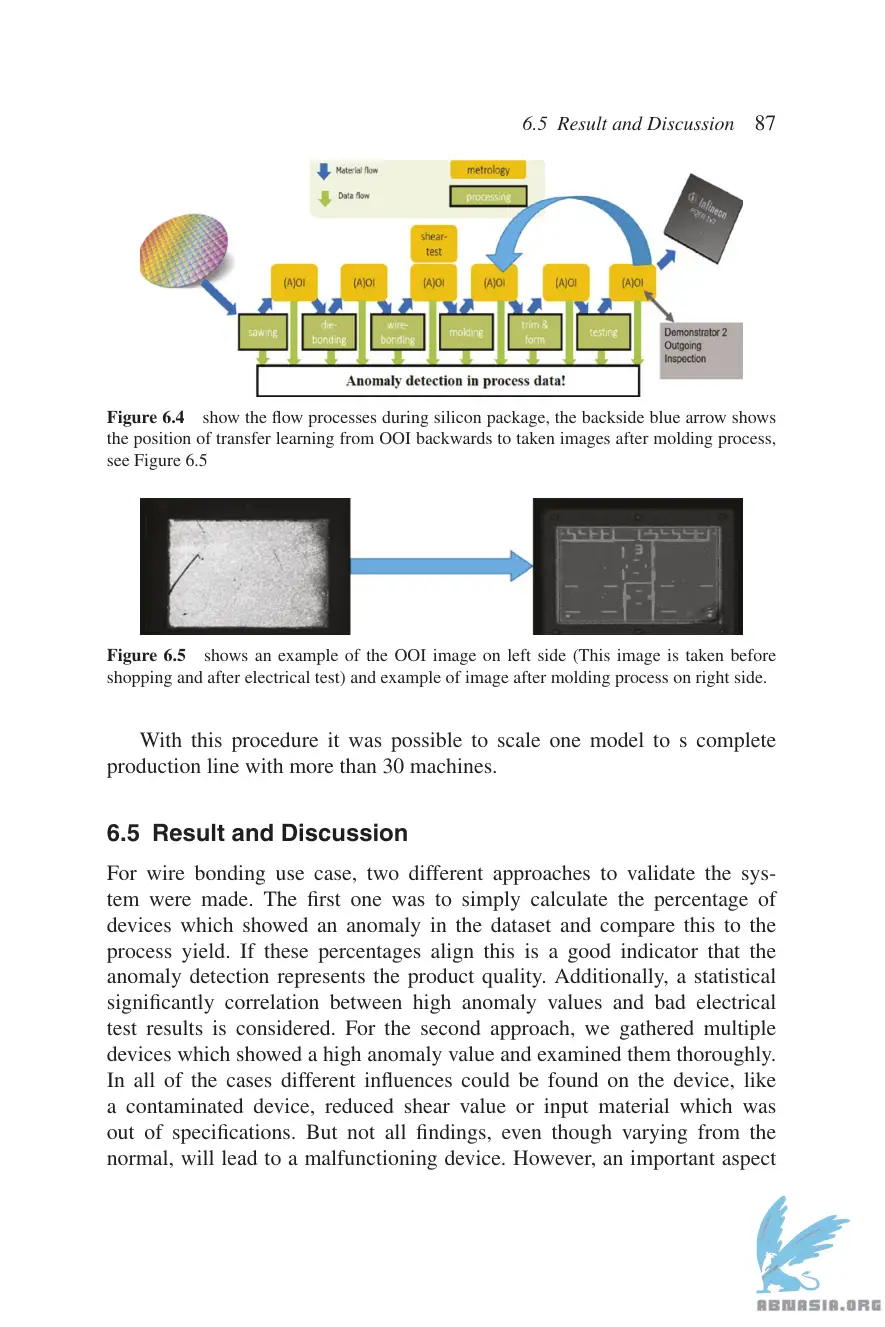 6.5 Result and Discussion 87
Material flow
metrology
Data flow
processing
Infineon
shear-
test
(A)OI
(A)OI
(A)OI
(A)OI
(A)OI
(A)OI
sawing
die-
bonding
wire-
bonding
molding
trim &
form
testing
Demonstrator 2
Outgoing
Inspection
Anomaly detection in process data!
Figure 6.4 show the flow processes during silicon package, the backside blue arrow shows
the position of transfer learning from OOI backwards to taken images after molding process,
see Figure 6.5
13
Figure 6.5 shows an example of the OOI image on left side (This image is taken before
shopping and after electrical test) and example of image after molding process on right side.
With this procedure it was possible to scale one model to s complete
production line with more than 30 machines.
6.5 Result and Discussion
For wire bonding use case, two different approaches to validate the sys-
tem were made. The first one was to simply calculate the percentage of
devices which showed an anomaly in the dataset and compare this to the
process yield. If these percentages align this is a good indicator that the
anomaly detection represents the product quality. Additionally, a statistical
significantly correlation between high anomaly values and bad electrical
test results is considered. For the second approach, we gathered multiple
devices which showed a high anomaly value and examined them thoroughly.
In all of the cases different influences could be found on the device, like
a contaminated device, reduced shear value or input material which was
out of specifications. But not all findings, even though varying from the
normal, will lead to a malfunctioning device. However, an important aspect
ABNASIA.ORG